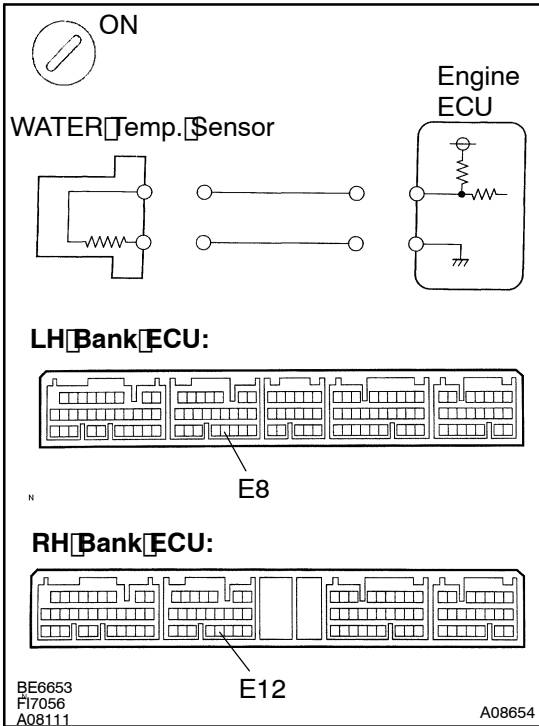 ON
Engine
ECU
WATER Temp. Sensor
LH Bank ECU:
E8
N
RH Bank ECU:
E12
BE6653
N
FI7056
A08111
A08654